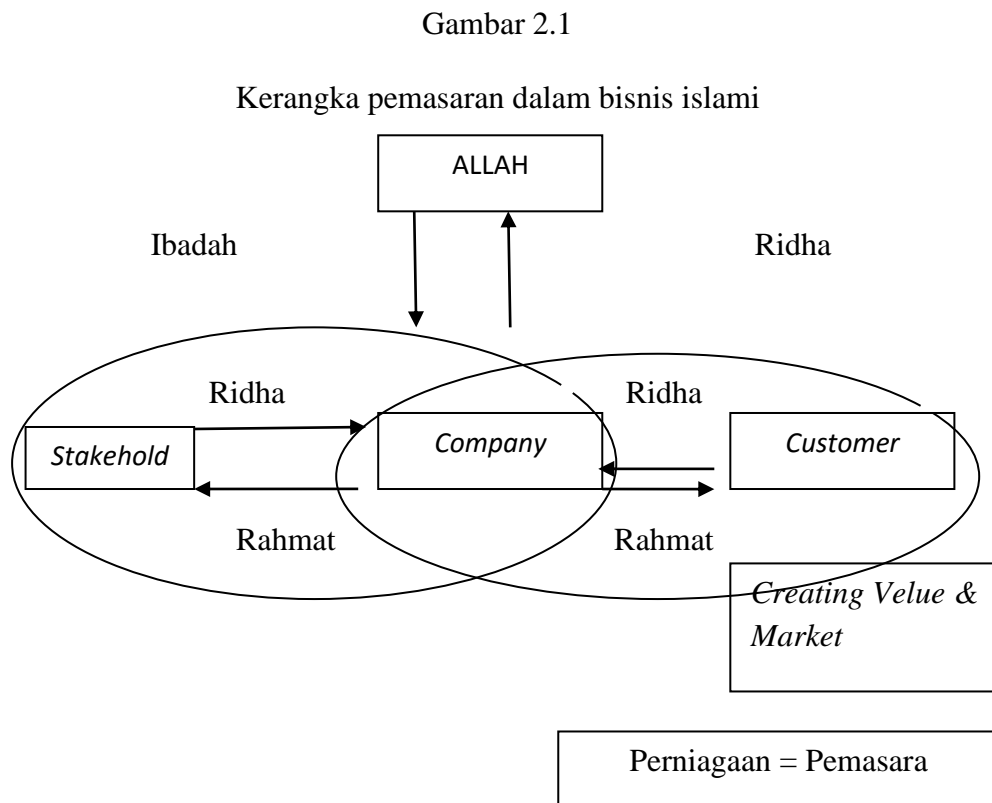 Gambar 2.1
Kerangka pemasaran dalam bisnis islami
ALLAH
Ibadah
Ridha
Ridha
Ridha
Stakehold
Company
Customer
Rahmat
Rahmat
Creating Velue &
Market
Perniagaan = Pemasara